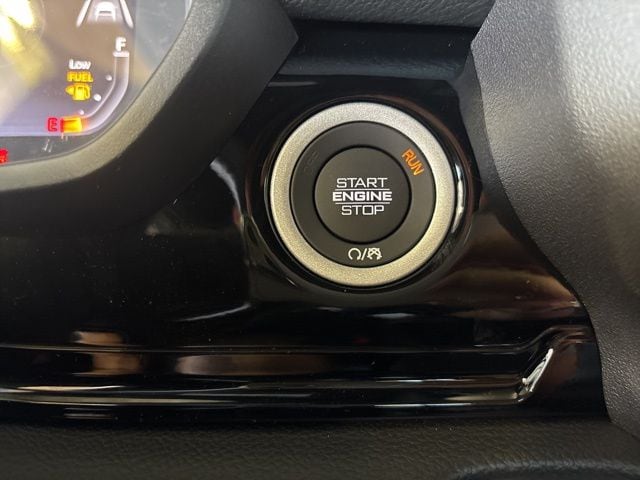 F
Low
FUEL
E
RUN
START
ENGINE
STOP